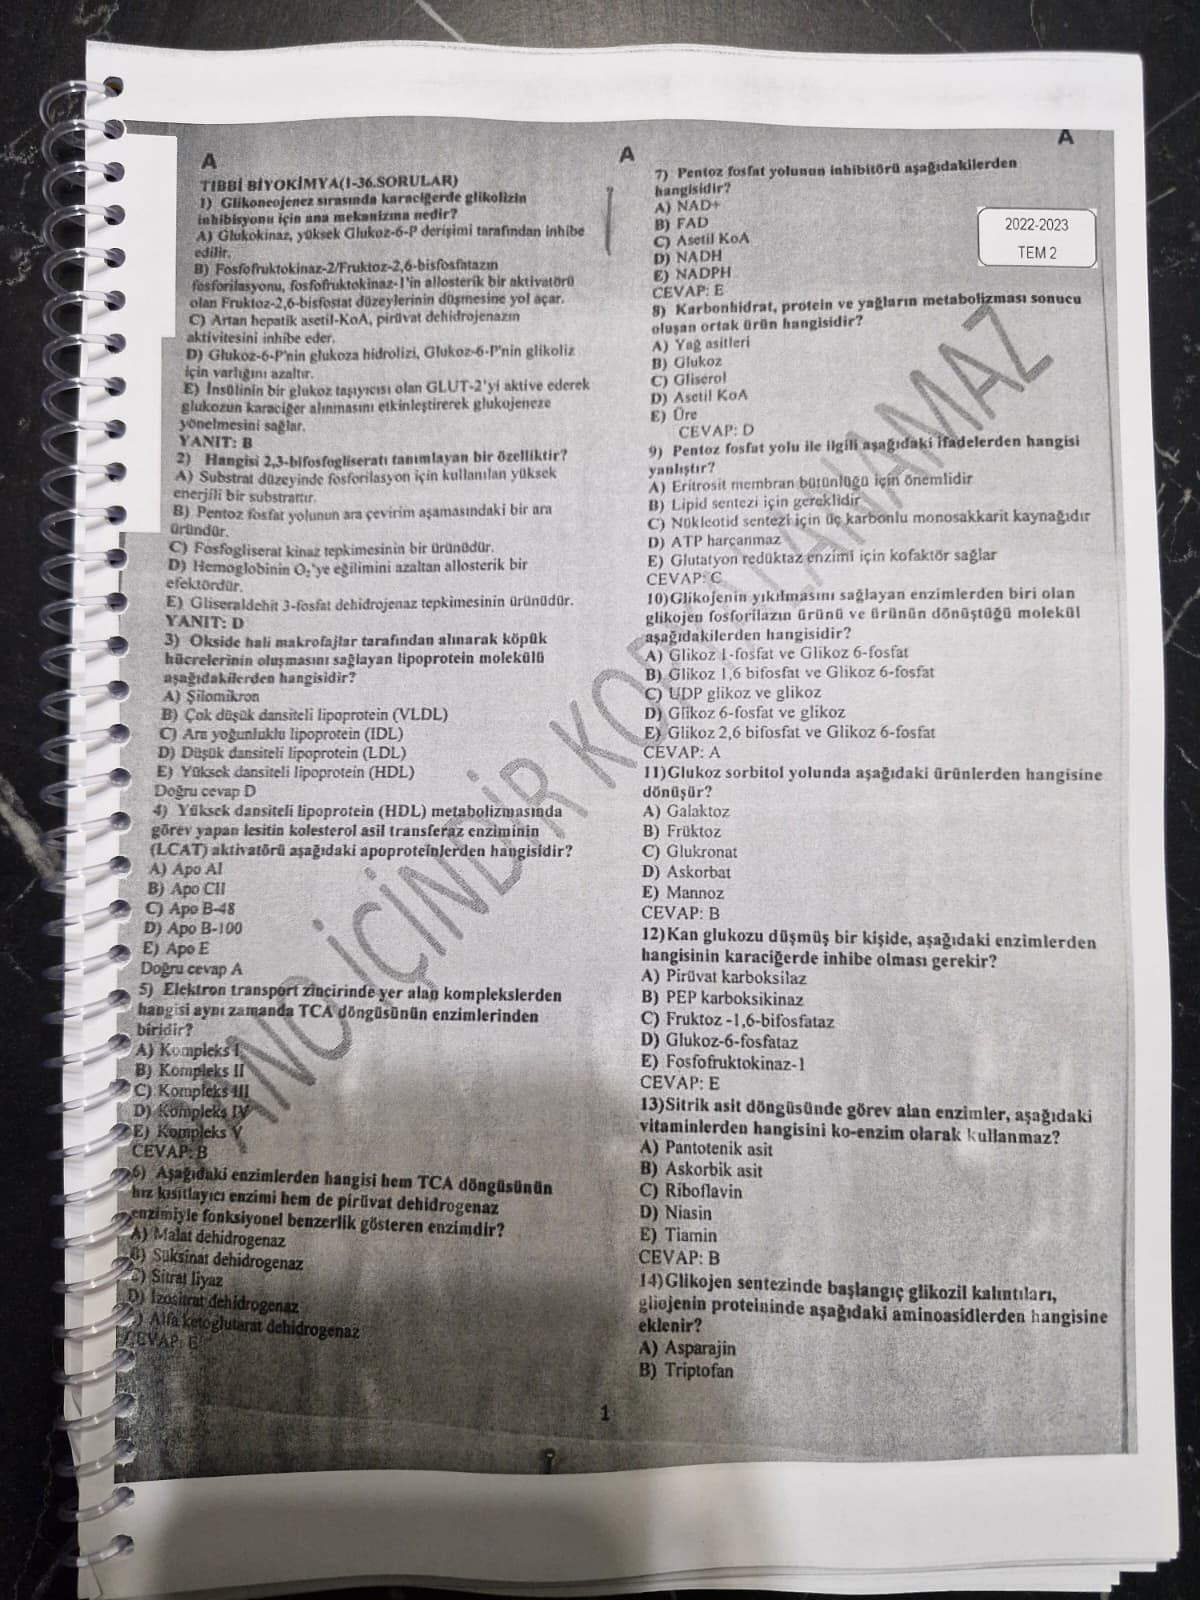 A
A
A
TIBBİ BİYOKİMYA(1-36.SORULAR)
1) Glikoneojenez sırasında karaciğerde glikolizin
inhibisyonu için ana mekanizma nedir?
A) Glukokinaz, yüksek Glukoz-6-P derişimi tarafından inhibe
edilir.
B) Fosfofruktokinaz-2/Fruktoz-2,6-bisfosfatazın
fosforilasyonu, fosfofruktokinaz-1'in allosterik bir aktivatörü
olan Fruktoz-2,6-bisfostat düzeylerinin düşmesine yol açar.
C) Artan hepatik asetil-KoA, pirüvat dehidrojenazın
aktivitesini inhibe eder.
D) Glukoz-6-P'nin glukoza hidrolizi, Glukoz-6-P'nin glikoliz
için varlığını azaltır.
E) İnsülinin bir glukoz taşıyıcısı olan GLUT-2'yi aktive ederek
glukozun karaciğer alınmasını etkinleştirerek glukojeneze
yönelmesini sağlar.
YANIT: B
2) Hangisi 2,3-bifosfogliseratı tanımlayan bir özelliktir?
A) Substrat düzeyinde fosforilasyon için kullanılan yüksek
enerjili bir substrattır.
B) Pentoz fosfat yolunun ara çevirim aşamasındaki bir ara
üründür.
C) Fosfogliserat kinaz tepkimesinin bir ürünüdür.
D) Hemoglobinin O₂'ye eğilimini azaltan allosterik bir
efektördür.
E) Gliseraldehit 3-fosfat dehidrojenaz tepkimesinin ürünüdür.
YANIT: D
3) Okside hali makrofajlar tarafından alınarak köpük
hücrelerinin oluşmasını sağlayan lipoprotein molekülü
aşağıdakilerden hangisidir?
A) Şilomikron
B) Çok düşük dansiteli lipoprotein (VLDL)
C) Ara yoğunluklu lipoprotein (IDL)
D) Düşük dansiteli lipoprotein (LDL)
E) Yüksek dansiteli lipoprotein (HDL)
Doğru cevap D
4) Yüksek dansiteli lipoprotein (HDL) metabolizmasında
görev yapan lesitin kolesterol asil transferaz enziminin
(LCAT) aktivatörü aşağıdaki apoproteinlerden hangisidir?
A) Apo AI
B) Apo CII
C) Apo B-48
D) Apo B-100
E) Apo E
Doğru cevap A
5) Elektron transport zincirinde yer alan komplekslerden
hangisi aynı zamanda TCA döngüsünün enzimlerinden
biridir?
A) Kompleks I
B) Kompleks II
C) Kompleks III
D) Kompleks IV
E) Kompleks V
CEVAP: B
6) Aşağıdaki enzimlerden hangisi hem TCA döngüsünün
hız kısıtlayıcı enzimi hem de pirüvat dehidrogenaz
enzimiyle fonksiyonel benzerlik gösteren enzimdir?
A) Malat dehidrogenaz
B) Süksinat dehidrogenaz
C) Sitrat liyaz
D) İzositrat dehidrogenaz
) Alfa ketoglutarat dehidrogenaz
CEVAP: E
7) Pentoz fosfat yolunun inhibitörü aşağıdakilerden
hangisidir?
A) NAD+
B) FAD
C) Asetil KoA
D) NADH
E) NADPH
CEVAP: E
2022-2023
TEM 2
8) Karbonhidrat, protein ve yağların metabolizması sonucu
oluşan ortak ürün hangisidir?
A) Yağ asitleri
B) Glukoz
C) Gliserol
D) Asetil KoA
E) Üre
CEVAP: D
9) Pentoz fosfat yolu ile ilgili aşağıdaki ifadelerden hangisi
yanlıştır?
A) Eritrosit membran bütünlüğü için önemlidir
B) Lipid sentezi için gereklidir
C) Nükleotid sentezi için üç karbonlu monosakkarit kaynağıdır
D) ATP harcanmaz
E) Glutatyon redüktaz enzimi için kofaktör sağlar
CEVAP: C
10)Glikojenin yıkılmasını sağlayan enzimlerden biri olan
glikojen fosforilazın ürünü ve ürünün dönüştüğü molekül
aşağıdakilerden hangisidir?
A) Glikoz 1-fosfat ve Glikoz 6-fosfat
B) Glikoz 1,6 bifosfat ve Glikoz 6-fosfat
C) UDP glikoz ve glikoz
D) Glikoz 6-fosfat ve glikoz
E) Glikoz 2,6 bifosfat ve Glikoz 6-fosfat
CEVAP: A
11)Glukoz sorbitol yolunda aşağıdaki ürünlerden hangisine
dönüşür?
A) Galaktoz
B) Früktoz
C) Glukronat
D) Askorbat
E) Mannoz
CEVAP: B
12)Kan glukozu düşmüş bir kişide, aşağıdaki enzimlerden
hangisinin karaciğerde inhibe olması gerekir?
A) Pirüvat karboksilaz
B) PEP karboksikinaz
C) Fruktoz -1,6-bifosfataz
D) Glukoz-6-fosfataz
E) Fosfofruktokinaz-1
CEVAP: E
13)Sitrik asit döngüsünde görev alan enzimler, aşağıdaki
vitaminlerden hangisini ko-enzim olarak kullanmaz?
A) Pantotenik asit
B) Askorbik asit
C) Riboflavin
D) Niasin
E) Tiamin
CEVAP: B
14)Glikojen sentezinde başlangıç glikozil kalıntıları,
gliojenin proteininde aşağıdaki aminoasidlerden hangisine
eklenir?
A) Asparajin
B) Triptofan
1
İÇİNDİR